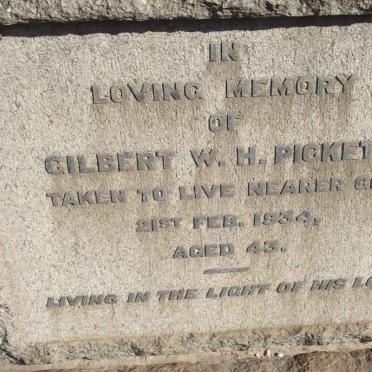 IN
LOVING MEMORY
OF
GILBERT W. H. PICKET
TAKEN TO LIVE NEARER GO
21ST FEB. 1934,
AGED 43.
LIVING IN THE LIGHT OF HIS LO